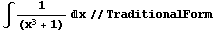 ∫ 1/(x³ + 1) ⅆx // TraditionalForm